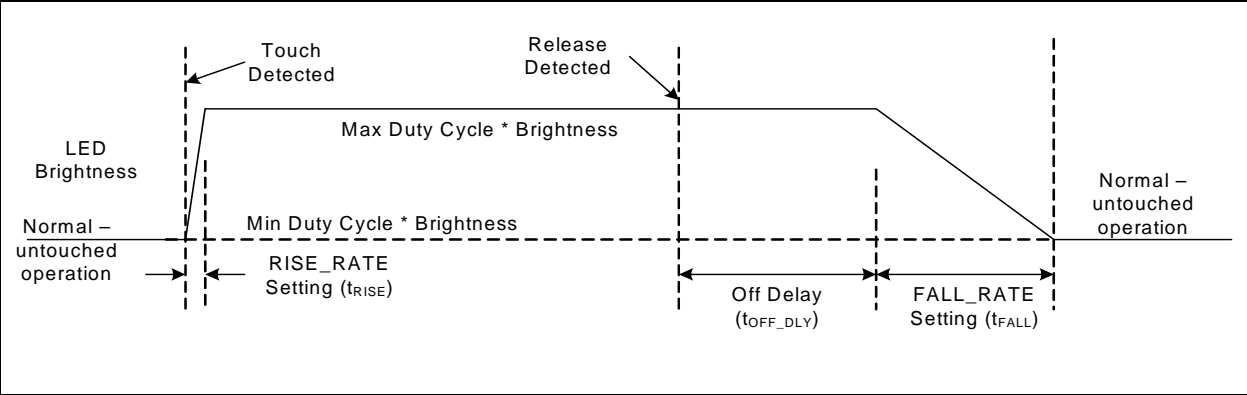 Touch
Detected
Release
Detected
Max Duty Cycle * Brightness
LED
Brightness
Normal –
untouched
operation
Min Duty Cycle * Brightness
Normal –
untouched
operation
RISE_RATE
Setting (tRISE)
Off Delay
(tOFF_DLY)
FALL_RATE
Setting (tFALL)